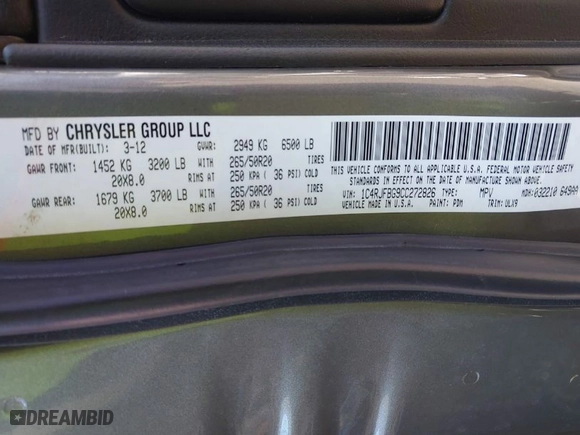 MFD BY CHRYSLER GROUP LLC
DATE OF MFR(BUILT): 3-12 GVWR: 2949 KG 6500 LB
GAWR FRONT: 1452 KG 3200 LB WITH 265/50R20 TIRES
20X8.0 RIMS AT 250 KPA ( 36 PSI) COLD
GAWR REAR: 1679 KG 3700 LB WITH 265/50R20 TIRES
20X8.0 RIMS AT 250 KPA ( 36 PSI) COLD
THIS VEHICLE CONFORMS TO ALL APPLICABLE U.S.A. FEDERAL MOTOR VEHICLE
SAFETY STANDARDS IN EFFECT ON THE DATE OF MANUFACTURE SHOWN ABOVE.
VIN: 1C4RJFBG9CC272826 TYPE: MPV MDH: 032210 649AA
VEHICLE MADE IN U.S.A. PAINT: PDM TRIM: ULX9
DREAMBID